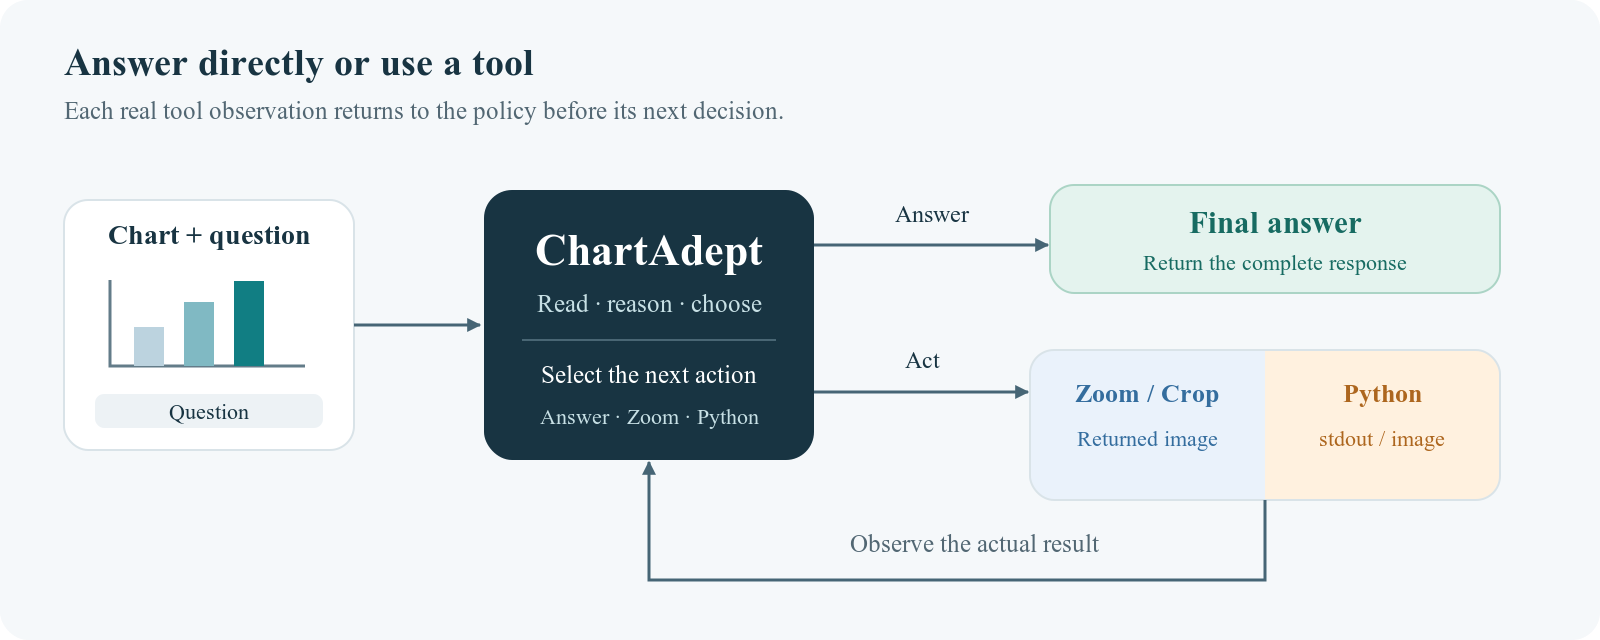 Answer directly or use a tool
Each real tool observation returns to the policy before its next decision.
Chart + question
Question
ChartAdept
Read · reason · choose
Select the next action
Answer · Zoom · Python
Answer
Act
Final answer
Return the complete response
Zoom / Crop
Returned image
Python
stdout / image
Observe the actual result